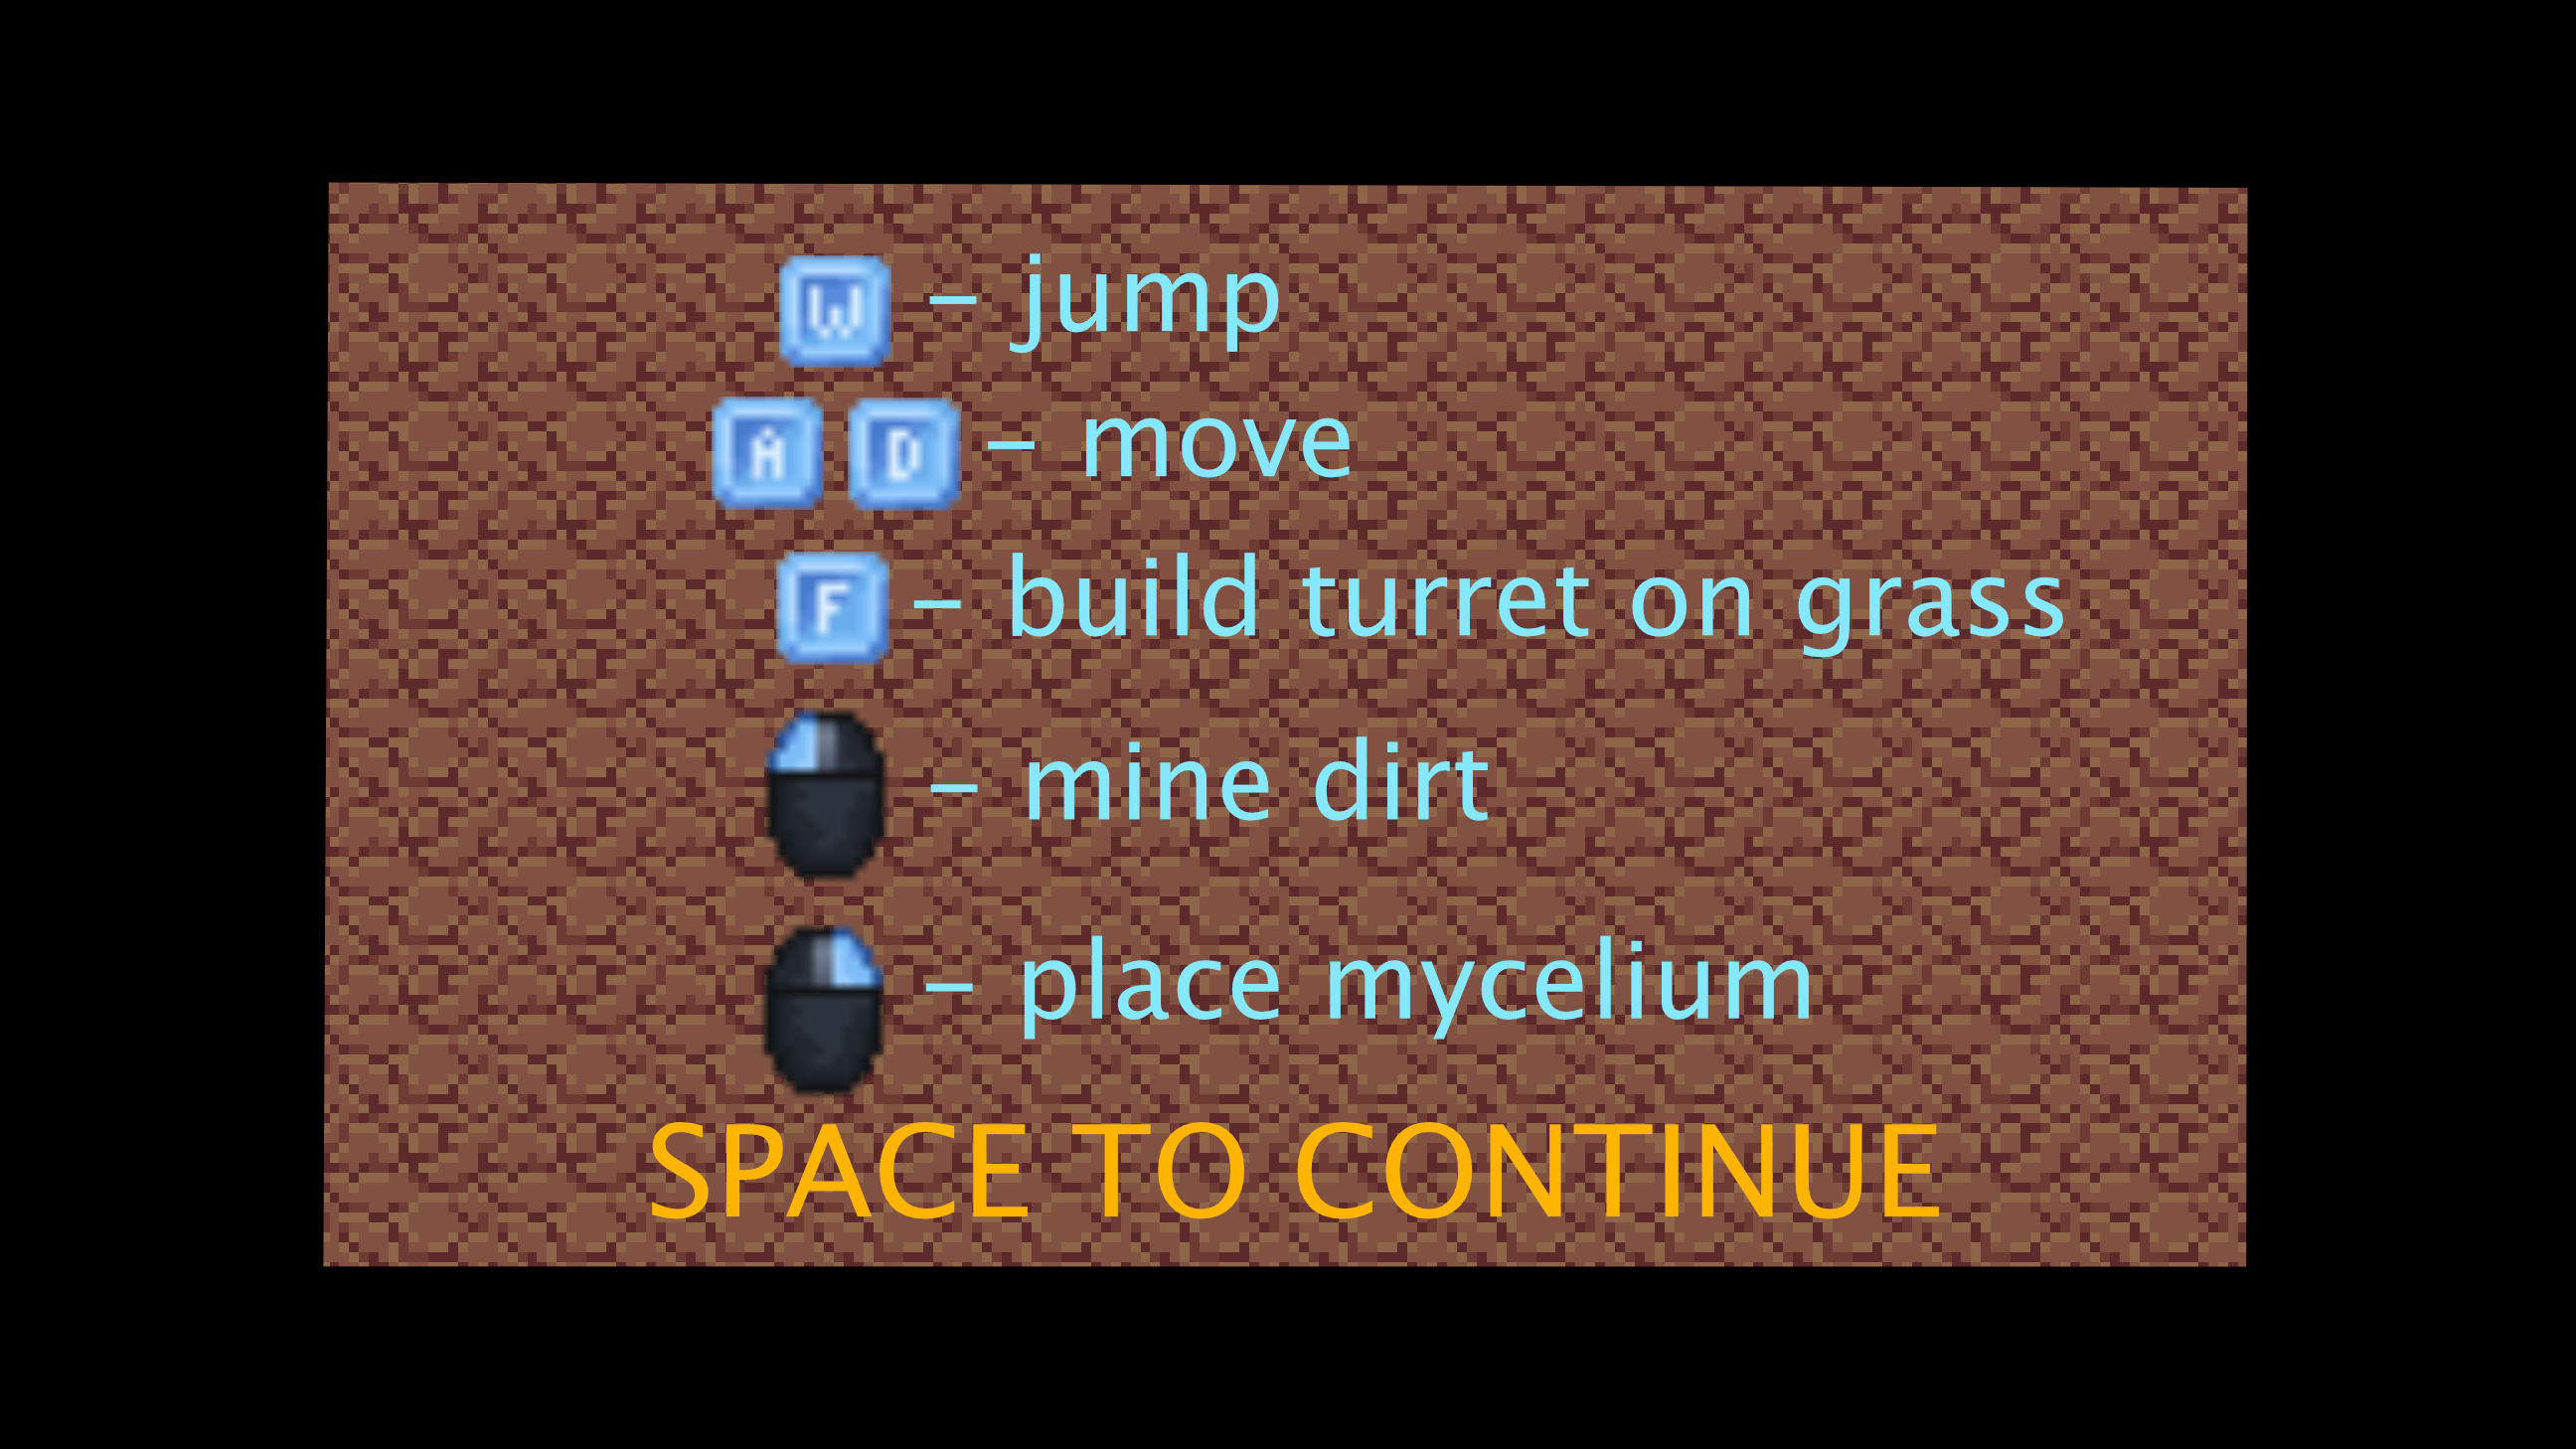 W – jump
A D – move
F – build turret on grass
– mine dirt
– place mycelium
SPACE TO CONTINUE